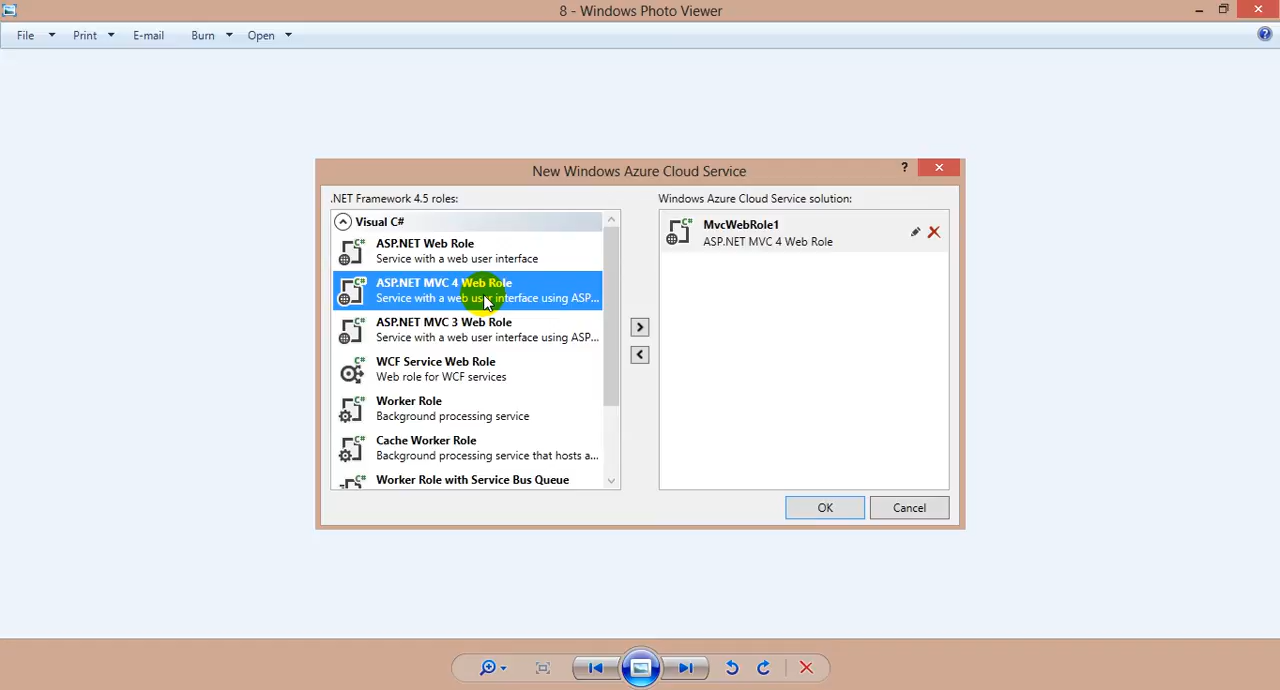 8 - Windows Photo Viewer
File Print E-mail Burn Open
New Windows Azure Cloud Service
?
.NET Framework 4.5 roles:
Visual C#
ASP.NET Web Role
Service with a web user interface
ASP.NET MVC 4 Web Role
Service with a web user interface using ASP...
ASP.NET MVC 3 Web Role
Service with a web user interface using ASP...
WCF Service Web Role
Web role for WCF services
Worker Role
Background processing service
Cache Worker Role
Background processing service that hosts a...
Worker Role with Service Bus Queue
Windows Azure Cloud Service solution:
MvcWebRole1
ASP.NET MVC 4 Web Role
OK Cancel